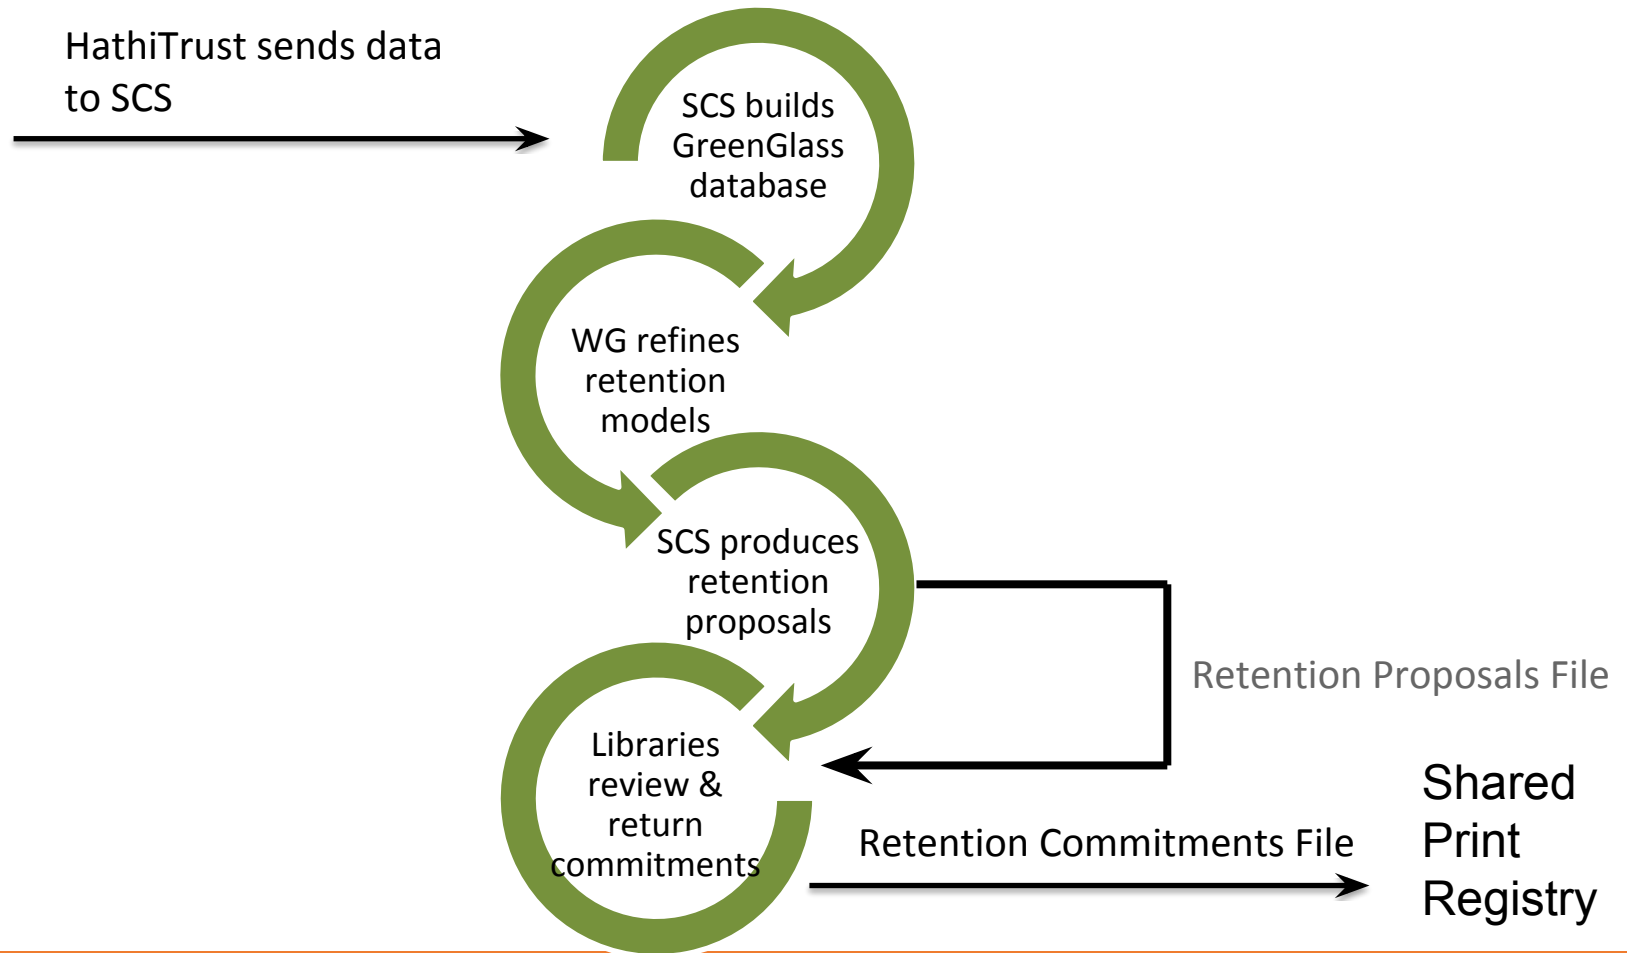 HathiTrust sends data
to SCS
SCS builds
GreenGlass
database
WG refines
retention
models
SCS produces
retention
proposals
Retention Proposals File
Libraries
review &
return
commitments
Retention Commitments File
Shared
Print
Registry